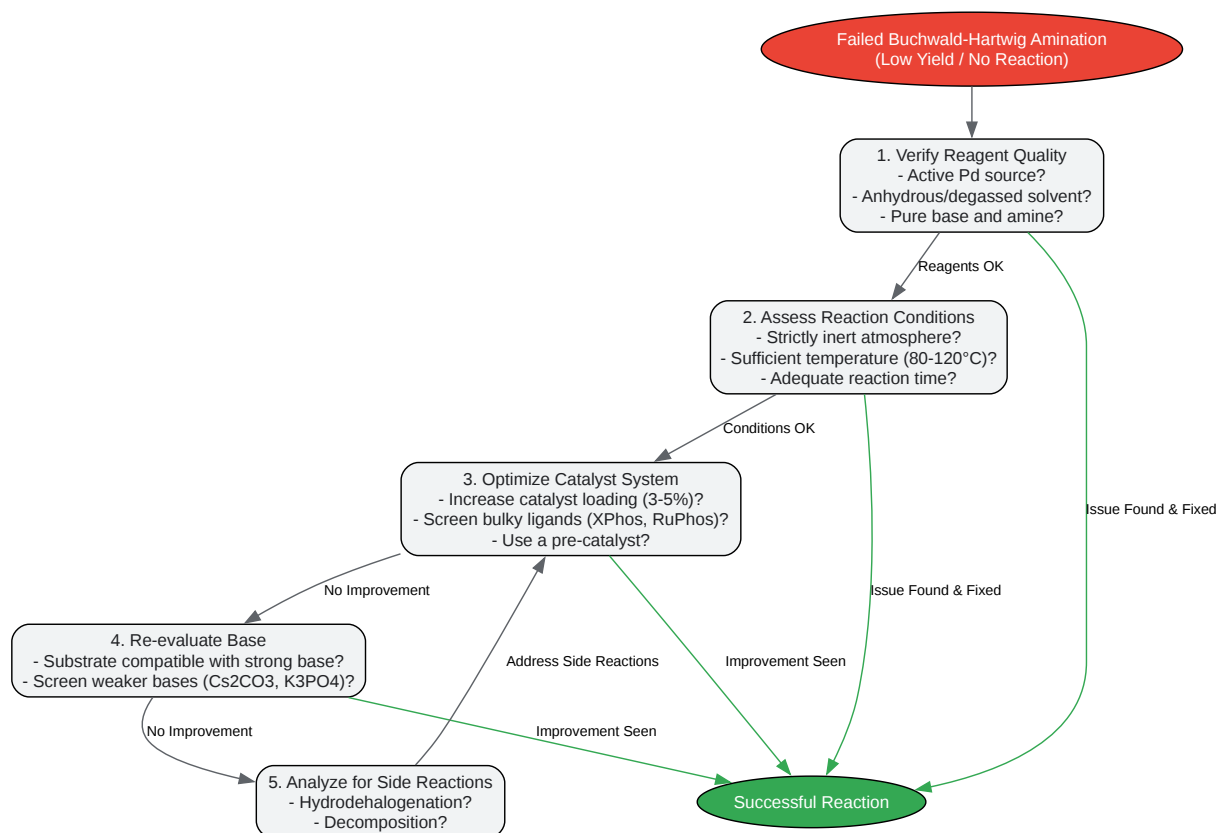 Failed Buchwald-Hartwig Amination
(Low Yield / No Reaction)
1. Verify Reagent Quality
- Active Pd source?
- Anhydrous/degassed solvent?
- Pure base and amine?
Reagents OK
2. Assess Reaction Conditions
- Strictly inert atmosphere?
- Sufficient temperature (80-120°C)?
- Adequate reaction time?
Conditions OK
3. Optimize Catalyst System
- Increase catalyst loading (3-5%)?
- Screen bulky ligands (XPhos, RuPhos)?
- Use a pre-catalyst?
Issue Found & Fixed
No Improvement
Issue Found & Fixed
4. Re-evaluate Base
- Substrate compatible with strong base?
- Screen weaker bases (Cs2CO3, K3PO4)?
Address Side Reactions
Improvement Seen
No Improvement
Improvement Seen
5. Analyze for Side Reactions
- Hydrodehalogenation?
- Decomposition?
Successful Reaction